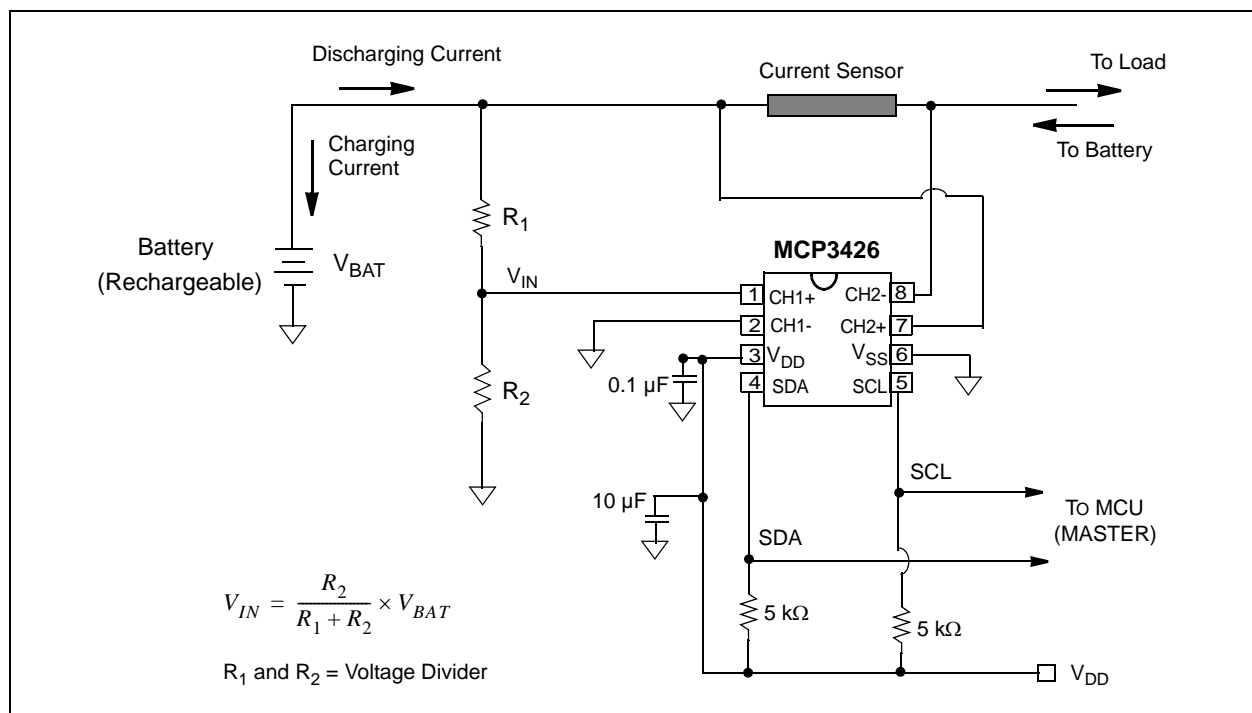 Discharging Current
Current Sensor
To Load
To Battery
Charging
Current
R1
Battery
(Rechargeable)
VBAT
VIN
MCP3426
1 CH1+
CH2- 8
2 CH1-
CH2+ 7
3 VDD
VSS 6
4 SDA
SCL 5
0.1 µF
R2
10 µF
SCL
TO MCU
(MASTER)
SDA
5 kΩ
5 kΩ
VDD
VIN = R2 / (R1 + R2) × VBAT
R1 and R2 = Voltage Divider